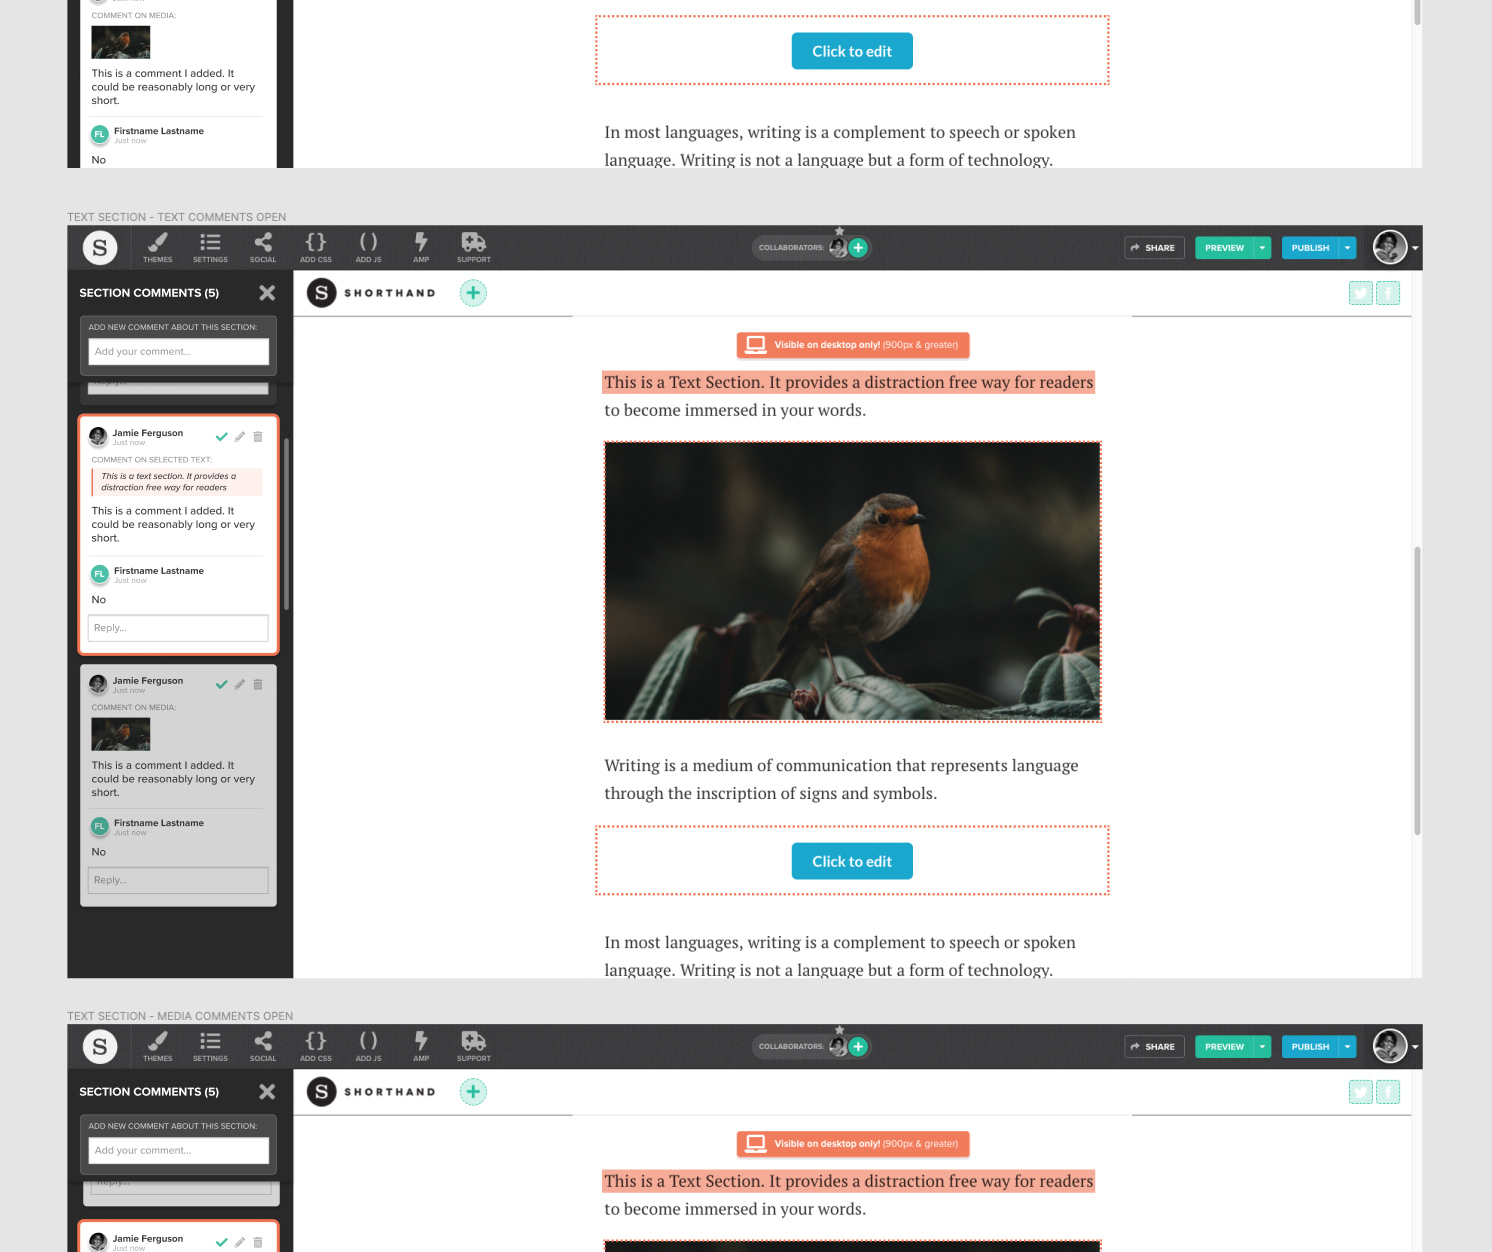 Just now
COMMENT ON MEDIA:
This is a comment I added. It
could be reasonably long or very
short.
FL
Firstname Lastname
Just now
No
Click to edit
In most languages, writing is a complement to speech or spoken
language. Writing is not a language but a form of technology.
TEXT SECTION - TEXT COMMENTS OPEN
S
THEMES
SETTINGS
SOCIAL
{ }
ADD CSS
( )
ADD JS
AMP
SUPPORT
COLLABORATORS:
SHARE
PREVIEW
PUBLISH
SECTION COMMENTS (5)
ADD NEW COMMENT ABOUT THIS SECTION:
Add your comment...
Reply...
Jamie Ferguson
Just now
COMMENT ON SELECTED TEXT:
This is a text section. It provides a
distraction free way for readers
This is a comment I added. It
could be reasonably long or very
short.
FL
Firstname Lastname
Just now
No
Reply...
Jamie Ferguson
Just now
COMMENT ON MEDIA:
This is a comment I added. It
could be reasonably long or very
short.
FL
Firstname Lastname
Just now
No
Reply...
S SHORTHAND
Visible on desktop only! (900px & greater)
This is a Text Section. It provides a distraction free way for readers
to become immersed in your words.
Writing is a medium of communication that represents language
through the inscription of signs and symbols.
Click to edit
In most languages, writing is a complement to speech or spoken
language. Writing is not a language but a form of technology.
TEXT SECTION - MEDIA COMMENTS OPEN
S
THEMES
SETTINGS
SOCIAL
{ }
ADD CSS
( )
ADD JS
AMP
SUPPORT
COLLABORATORS:
SHARE
PREVIEW
PUBLISH
SECTION COMMENTS (5)
ADD NEW COMMENT ABOUT THIS SECTION:
Add your comment...
Reply...
Jamie Ferguson
Just now
S SHORTHAND
Visible on desktop only! (900px & greater)
This is a Text Section. It provides a distraction free way for readers
to become immersed in your words.